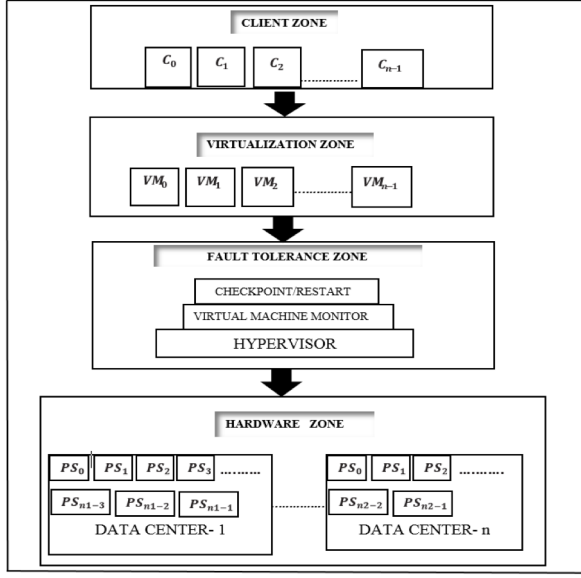 CLIENT ZONE
C₀ C₁ C₂ ............ Cₙ₋₁
VIRTUALIZATION ZONE
VM₀ VM₁ VM₂ ............ VMₙ₋₁
FAULT TOLERANCE ZONE
CHECKPOINT/RESTART
VIRTUAL MACHINE MONITOR
HYPERVISOR
HARDWARE ZONE
PS₀ PS₁ PS₂ PS₃ ......... PS₀ PS₁ PS₂ .........
PSₙ₁₋₃ PSₙ₁₋₂ PSₙ₁₋₁ ............ PSₙ₂₋₂ PSₙ₂₋₁
DATA CENTER- 1 DATA CENTER- n